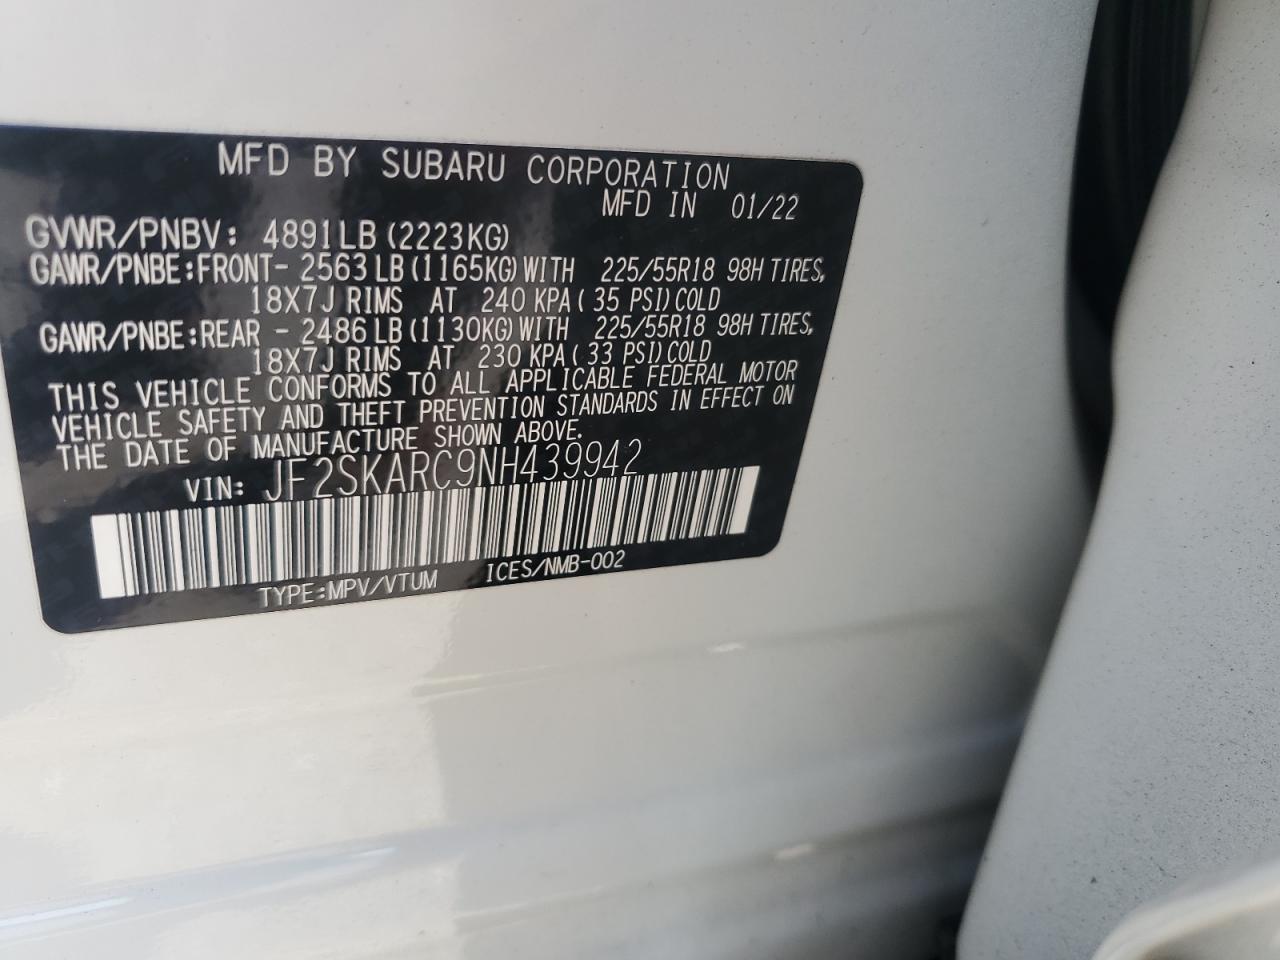 MFD BY SUBARU CORPORATION
MFD IN 01/22
GVWR/PNBV: 4891LB (2223KG)
GAWR/PNBE:FRONT- 2563LB (1165KG) WITH 225/55R18 98H TIRES,
18X7J RIMS AT 240 KPA( 35 PSI) COLD
GAWR/PNBE:REAR - 2486LB (1130KG) WITH 225/55R18 98H TIRES,
18X7J RIMS AT 230 KPA( 33 PSI) COLD
THIS VEHICLE CONFORMS TO ALL APPLICABLE FEDERAL MOTOR
VEHICLE SAFETY AND THEFT PREVENTION STANDARDS IN EFFECT ON
THE DATE OF MANUFACTURE SHOWN ABOVE.
VIN: JF2SKARC9NH439942
TYPE:MPV/VTUM ICES/NMB-002